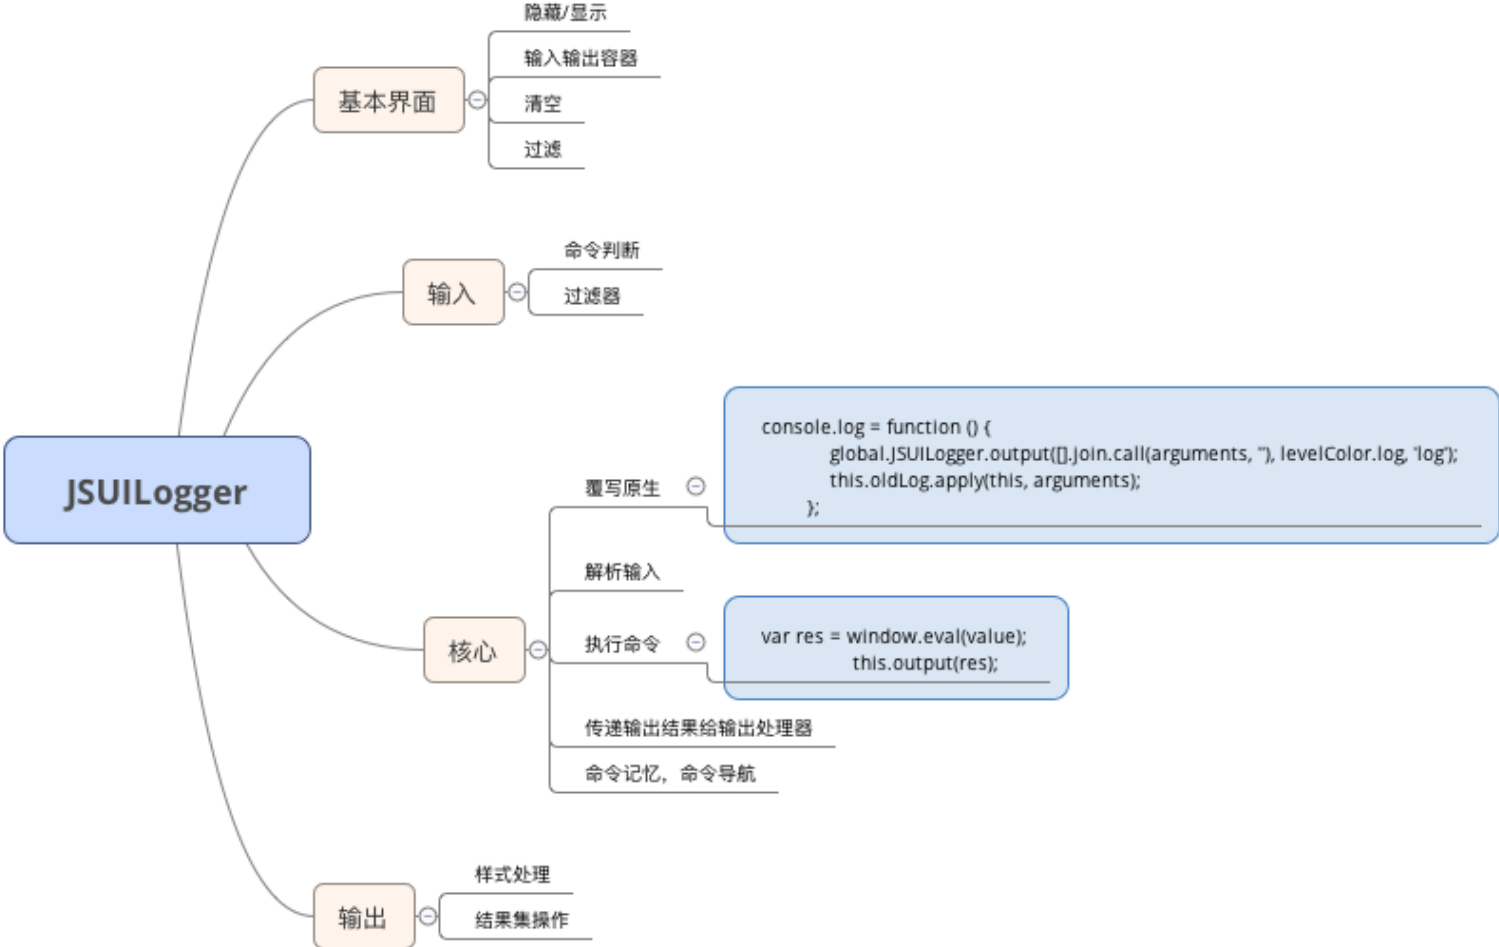 隐藏/显示
输入输出容器
基本界面
清空
过滤
命令判断
输入
过滤器
console.log = function () {
global.JSUILogger.output([].join.call(arguments, ''), levelColor.log, 'log');
this.oldLog.apply(this, arguments);
};
覆写原生
JSUILogger
解析输入
var res = window.eval(value);
this.output(res);
执行命令
核心
传递输出结果给输出处理器
命令记忆，命令导航
样式处理
输出
结果集操作